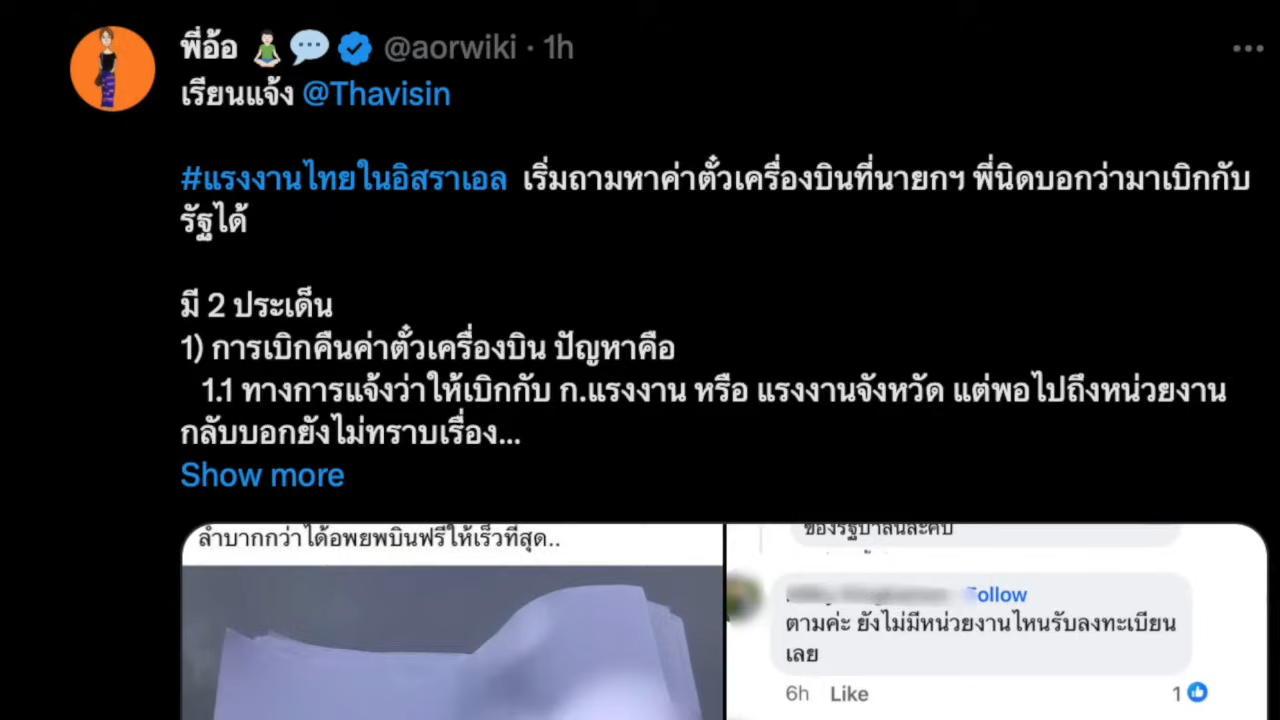 พี่อ้อ @aorwiki · 1h
เรียนแจ้ง @Thavisin
#แรงงานไทยในอิสราเอล เริ่มถามหาค่าตั๋วเครื่องบินที่นายกฯ พี่นิดบอกว่ามาเบิกกับ
รัฐได้
มี 2 ประเด็น
1) การเบิกคืนค่าตั๋วเครื่องบิน ปัญหาคือ
1.1 ทางการแจ้งว่าให้เบิกกับ ก.แรงงาน หรือ แรงงานจังหวัด แต่พอไปถึงหน่วยงาน
กลับบอกยังไม่ทราบเรื่อง...
Show more
ลำบากกว่าได้อพยพบินฟรีให้เร็วที่สุด..
ของรัฐบาลนะคับ
Follow
ตามค่ะ ยังไม่มีหน่วยงานไหนรับลงทะเบียน
เลย
6h Like 1